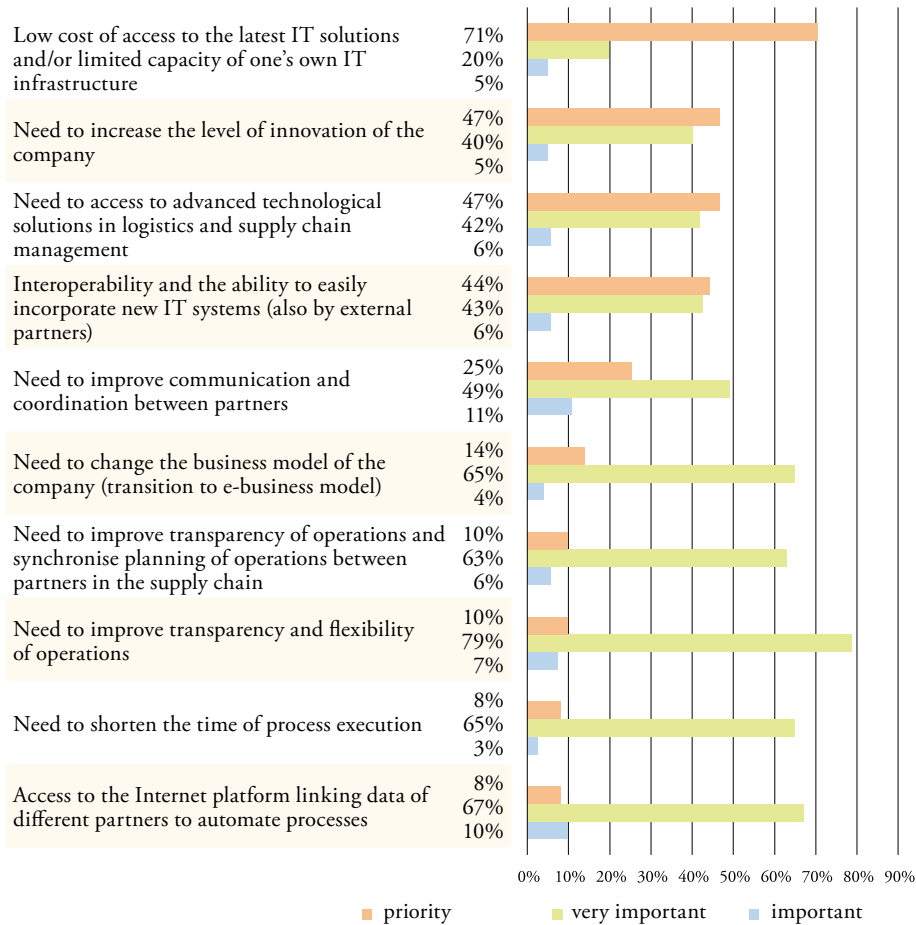 Low cost of access to the latest IT solutions
and/or limited capacity of one's own IT
infrastructure
71%
20%
5%
Need to increase the level of innovation of the
company
47%
40%
5%
Need to access to advanced technological
solutions in logistics and supply chain
management
47%
42%
6%
Interoperability and the ability to easily
incorporate new IT systems (also by external
partners)
44%
43%
6%
Need to improve communication and
coordination between partners
25%
49%
11%
Need to change the business model of the
company (transition to e-business model)
14%
65%
4%
Need to improve transparency of operations and
synchronise planning of operations between
partners in the supply chain
10%
63%
6%
Need to improve transparency and flexibility
of operations
10%
79%
7%
Need to shorten the time of process execution
8%
65%
3%
Access to the Internet platform linking data of
different partners to automate processes
8%
67%
10%
0% 10% 20% 30% 40% 50% 60% 70% 80% 90%
priority very important important